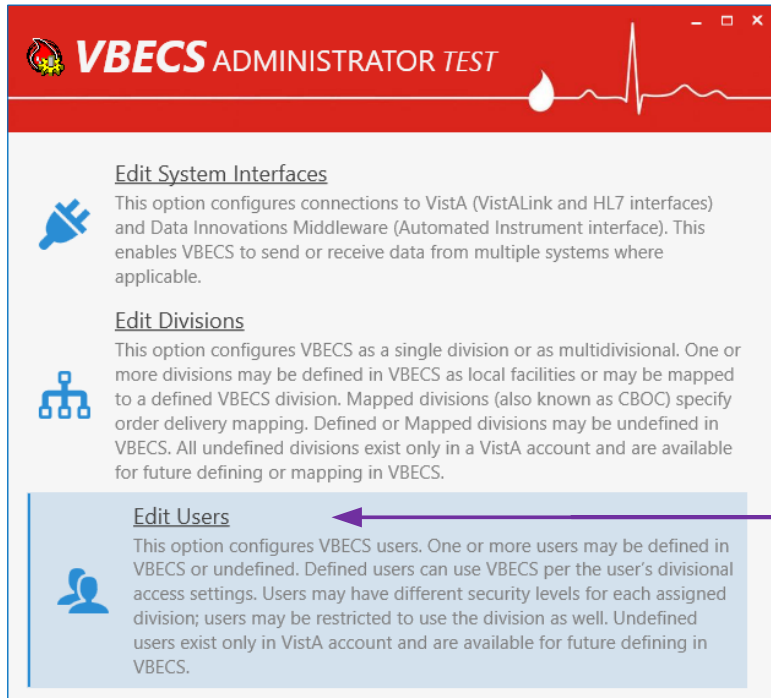 VBECS ADMINISTRATOR TEST
Edit System Interfaces
This option configures connections to VistA (VistALink and HL7 interfaces)
and Data Innovations Middleware (Automated Instrument interface). This
enables VBECS to send or receive data from multiple systems where
applicable.
Edit Divisions
This option configures VBECS as a single division or as multidivisional. One or
more divisions may be defined in VBECS as local facilities or may be mapped
to a defined VBECS division. Mapped divisions (also known as CBOC) specify
order delivery mapping. Defined or Mapped divisions may be undefined in
VBECS. All undefined divisions exist only in a VistA account and are available
for future defining or mapping in VBECS.
Edit Users
This option configures VBECS users. One or more users may be defined in
VBECS or undefined. Defined users can use VBECS per the user's divisional
access settings. Users may have different security levels for each assigned
division; users may be restricted to use the division as well. Undefined
users exist only in VistA account and are available for future defining in
VBECS.